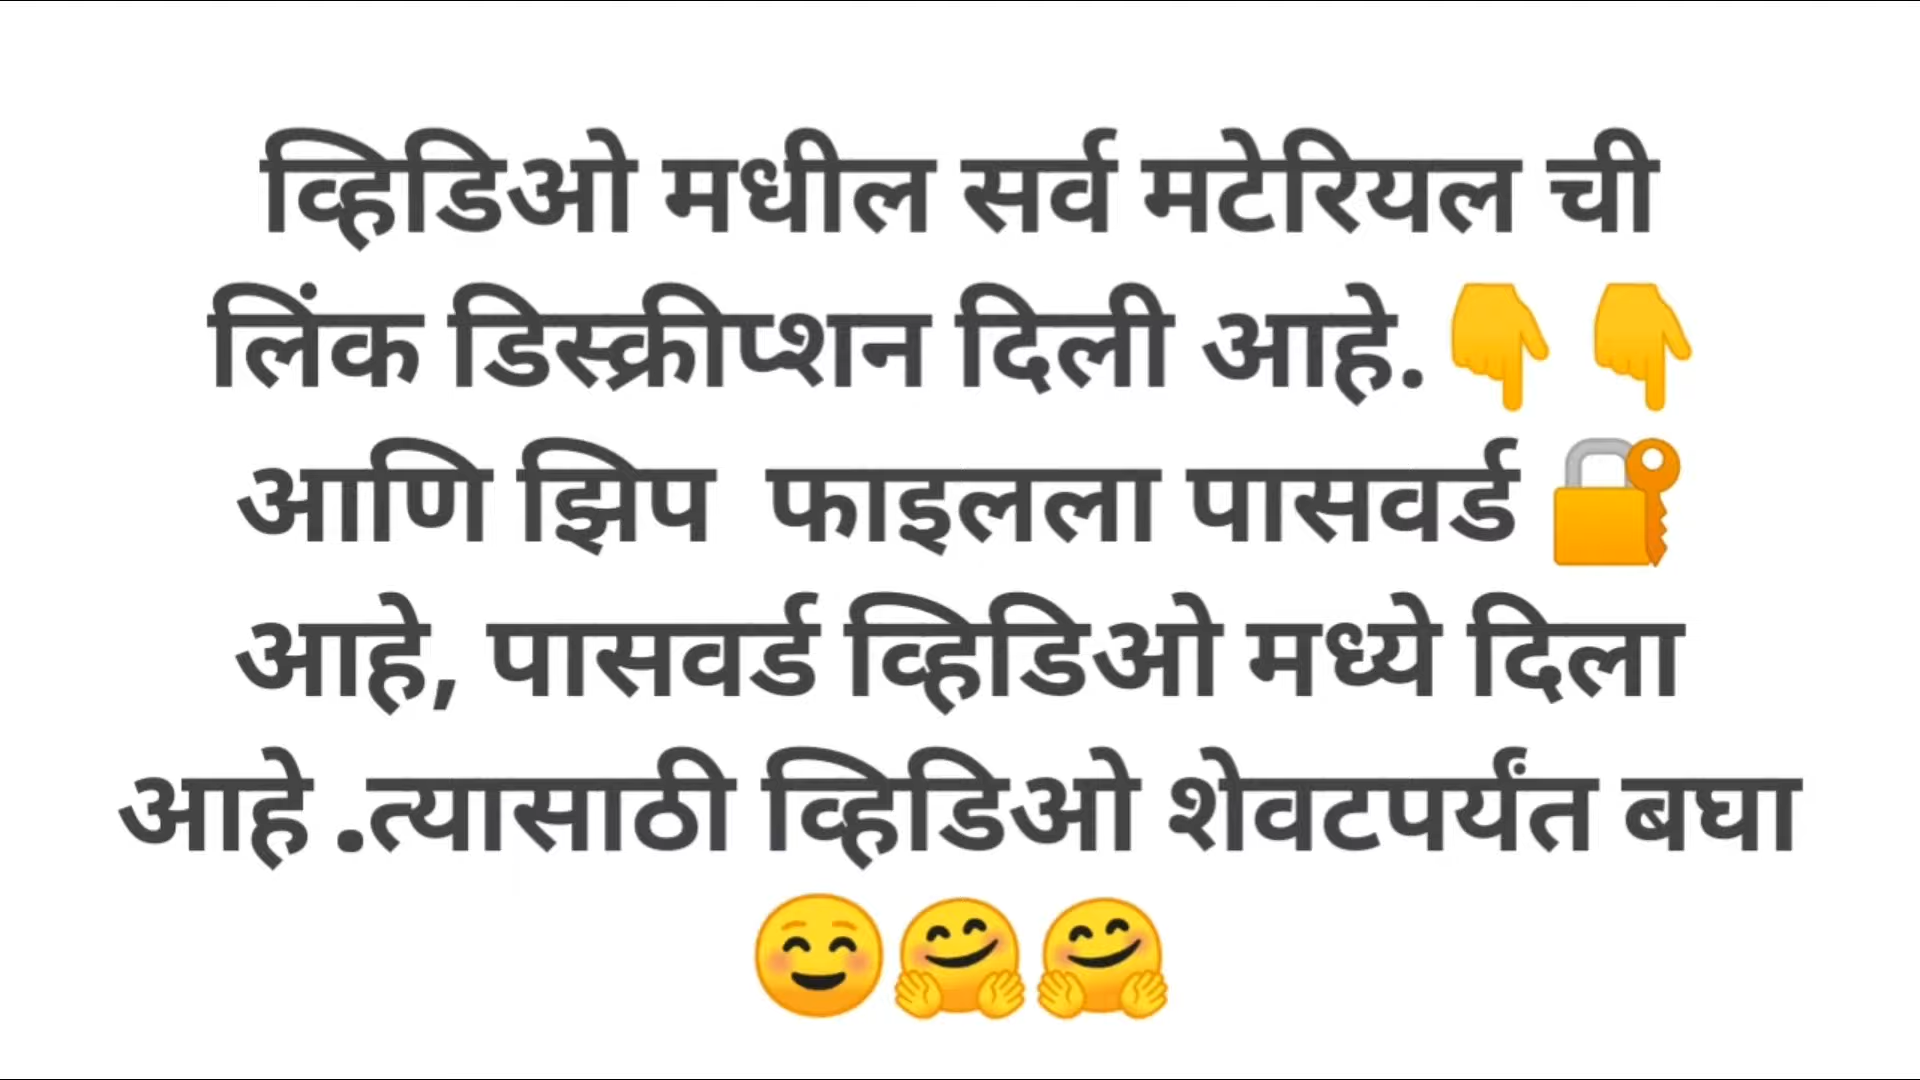 व्हिडिओ मधील सर्व मटेरियल ची
लिंक डिस्क्रीप्शन दिली आहे.👇👇
आणि झिप फाइलला पासवर्ड 🔐
आहे, पासवर्ड व्हिडिओ मध्ये दिला
आहे .त्यासाठी व्हिडिओ शेवटपर्यंत बघा
☺️🤗🤗